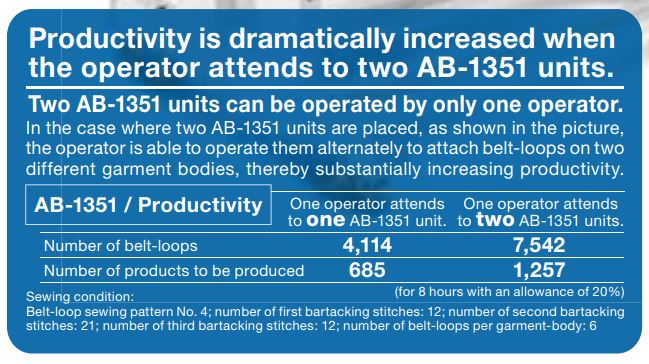 Productivity is dramatically increased when
the operator attends to two AB-1351 units.
Two AB-1351 units can be operated by only one operator.
In the case where two AB-1351 units are placed, as shown in the picture,
the operator is able to operate them alternately to attach belt-loops on two
different garment bodies, thereby substantially increasing productivity.
AB-1351 / Productivity
One operator attends
to one AB-1351 unit.
One operator attends
to two AB-1351 units.
Number of belt-loops 4,114 7,542
Number of products to be produced 685 1,257
(for 8 hours with an allowance of 20%)
Sewing condition:
Belt-loop sewing pattern No. 4; number of first bartacking stitches: 12; number of second bartacking
stitches: 21; number of third bartacking stitches: 12; number of belt-loops per garment-body: 6